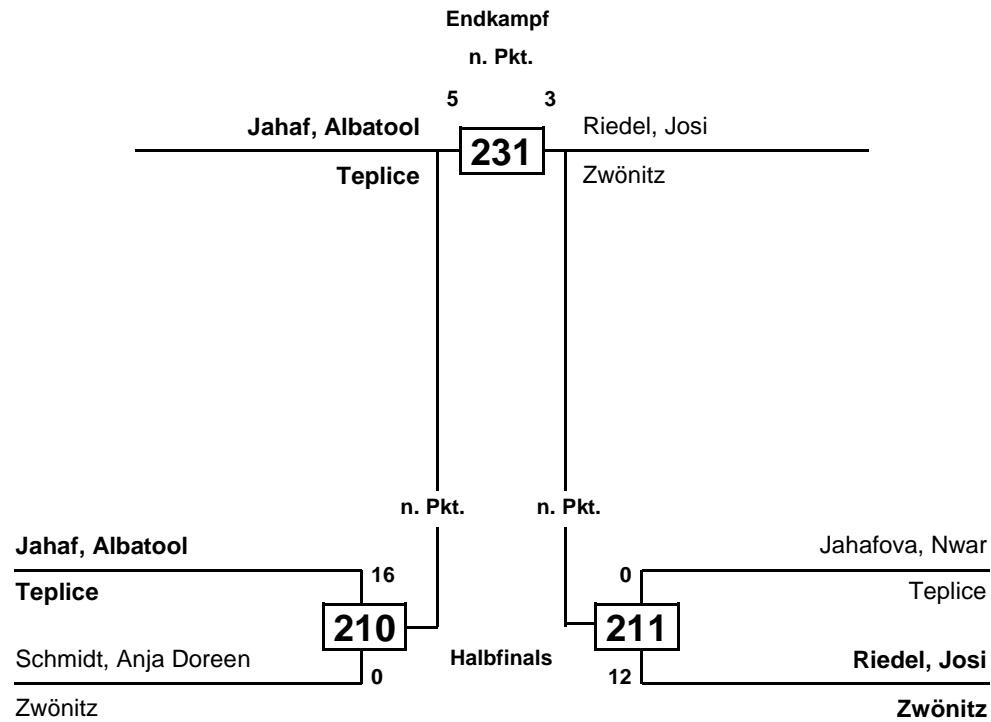 Endkampf
n. Pkt.
5 3
Jahaf, Albatool 231 Riedel, Josi
Teplice Zwönitz
n. Pkt. n. Pkt.
Jahaf, Albatool Jahafova, Nwar
16 0
Teplice Teplice
210 211
Schmidt, Anja Doreen Halbfinals Riedel, Josi
0 12
Zwönitz Zwönitz